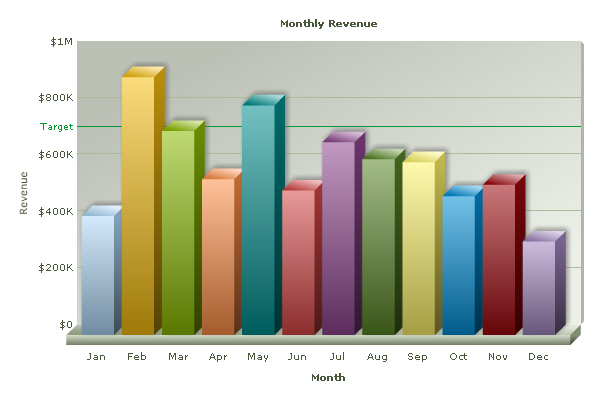 Monthly Revenue
$1M
$800K
Target
$600K
$400K
$200K
$0
Revenue
Jan Feb Mar Apr May Jun Jul Aug Sep Oct Nov Dec
Month